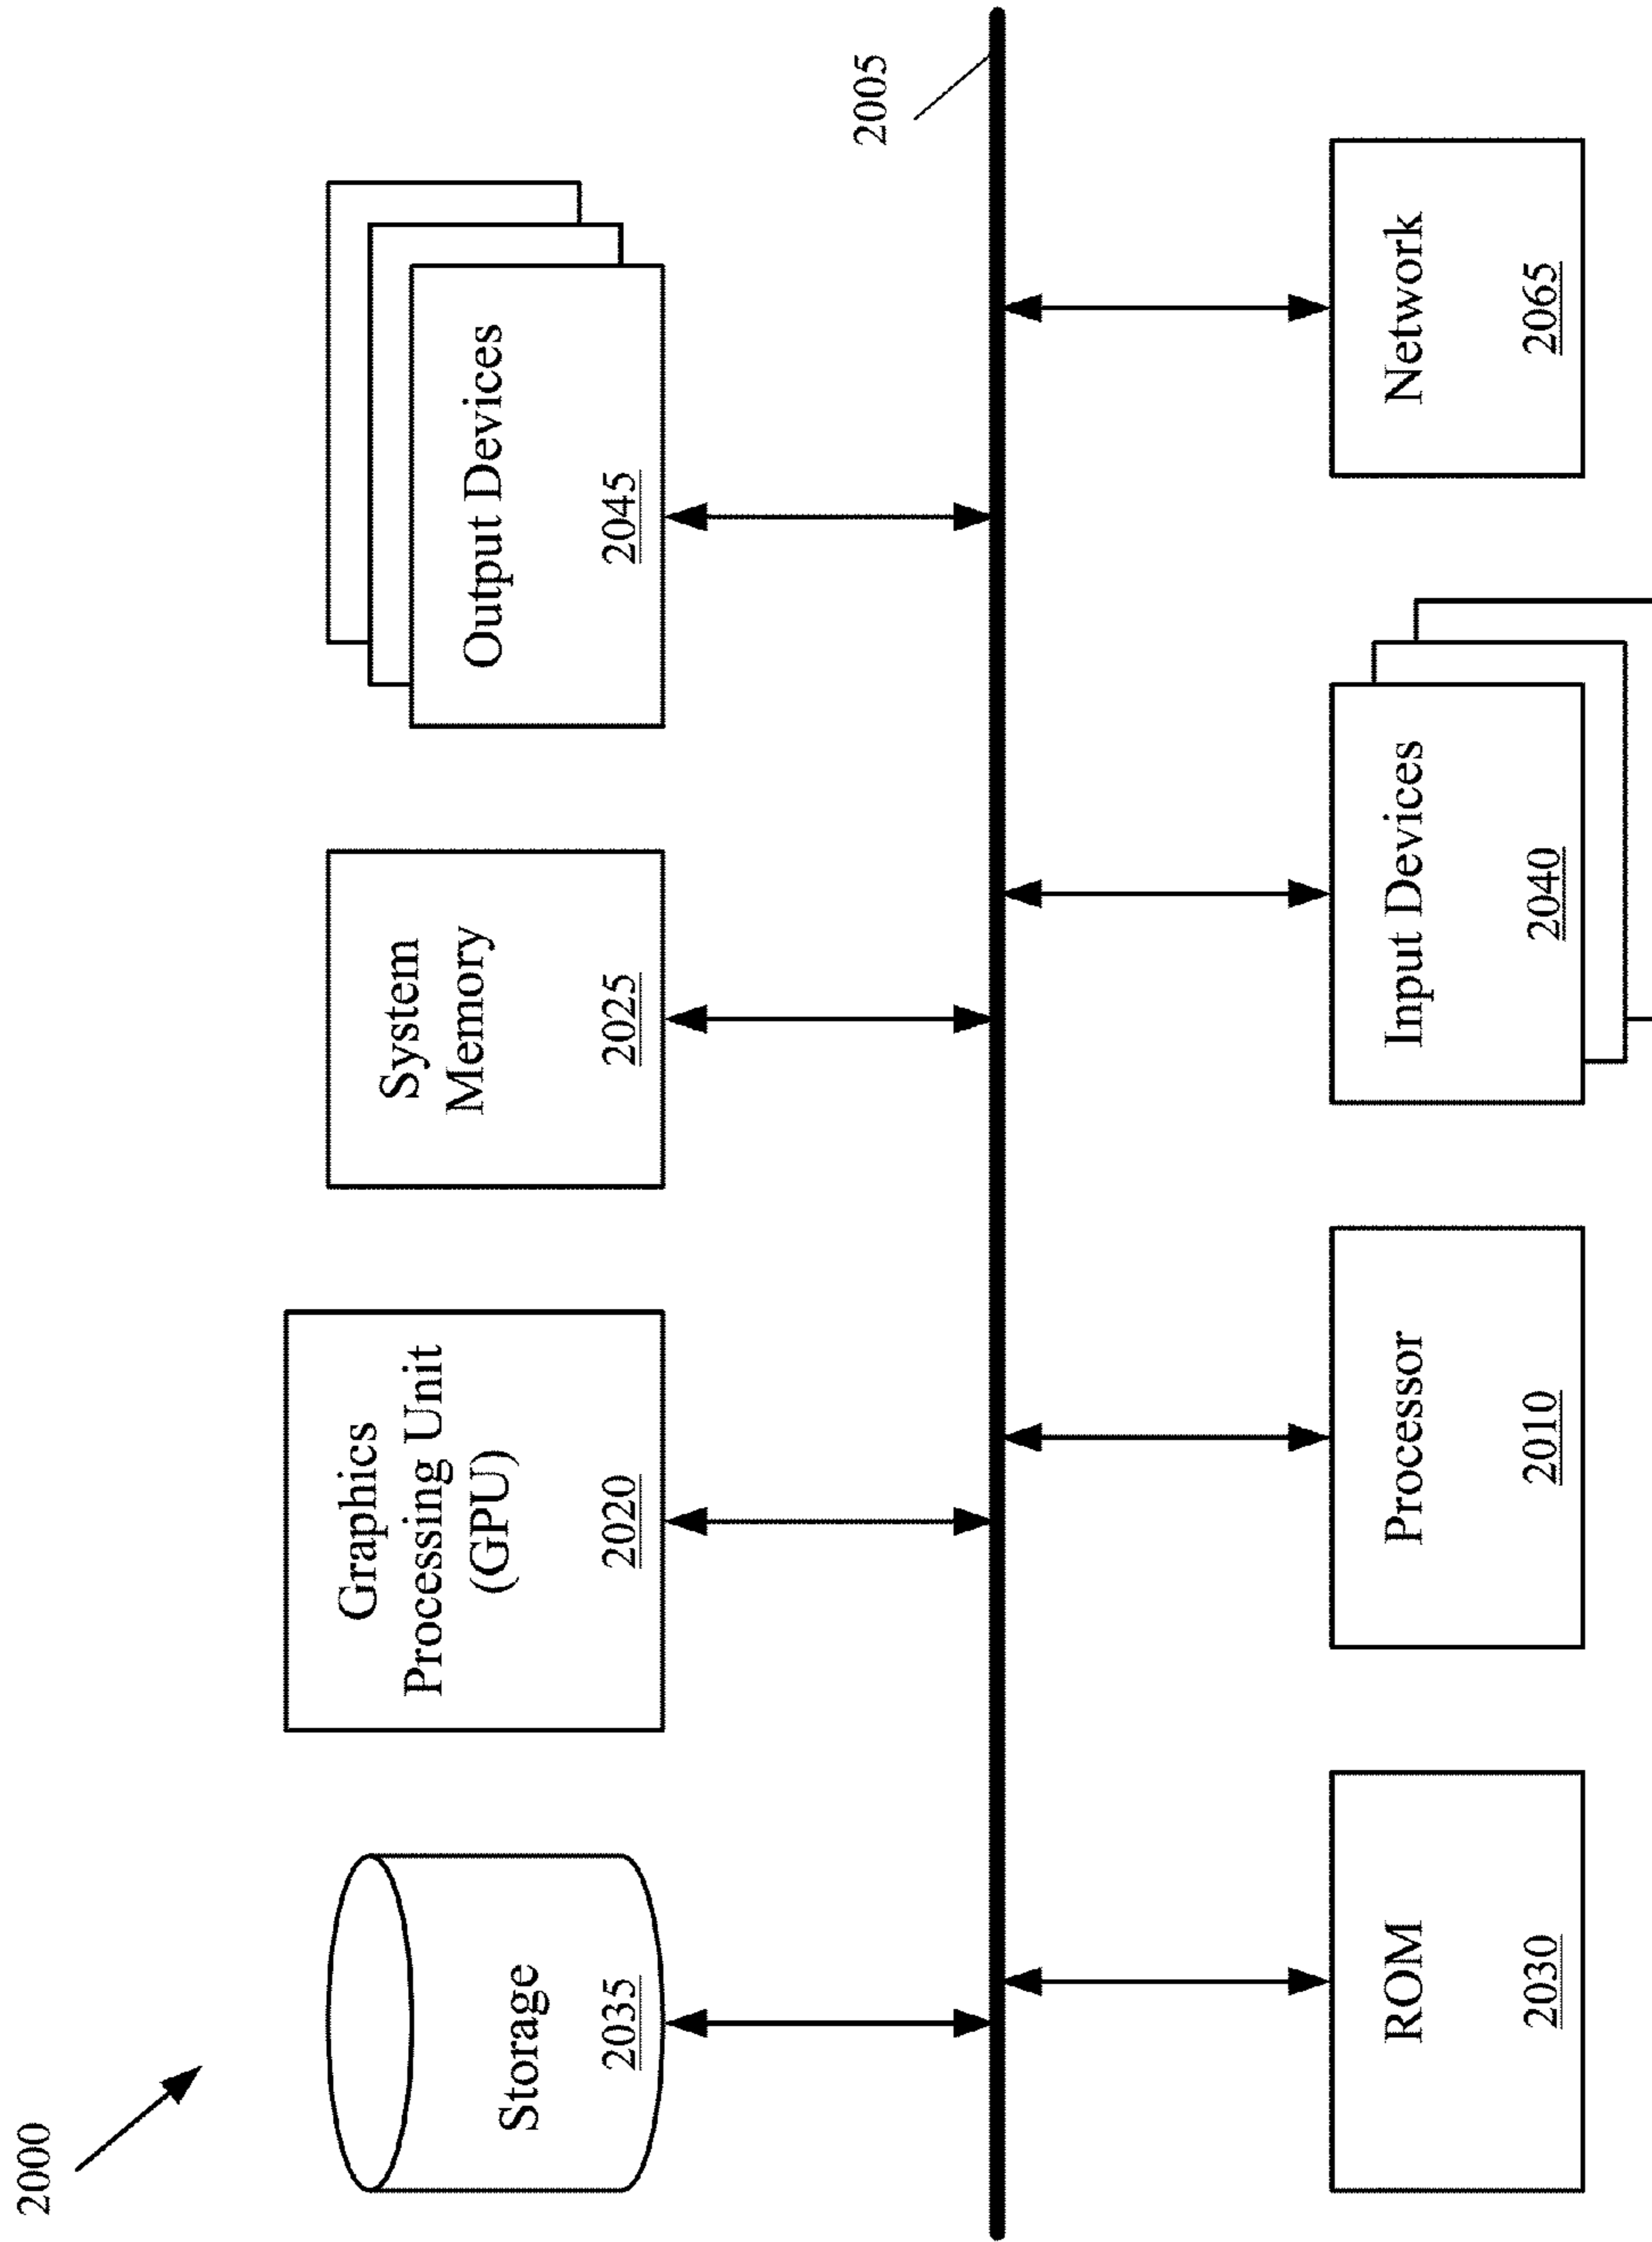 2000
Storage
2035
Graphics
Processing Unit
(GPU)
2020
System
Memory
2025
Output Devices
2045
2005
ROM
2030
Processor
2010
Input Devices
2040
Network
2065